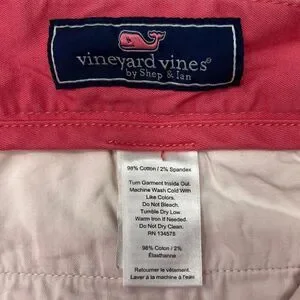 vineyard vines®
by Shep & Ian
98% Cotton / 2% Spandex
Turn Garment Inside Out.
Machine Wash Cold With
Like Colors.
Do Not Bleach.
Tumble Dry Low.
Warm Iron If Needed.
Do Not Dry Clean.
RN 134578
98% Coton / 2%
Élasthanne
Retourner le vêtement.
Laver à la machine à l'eau